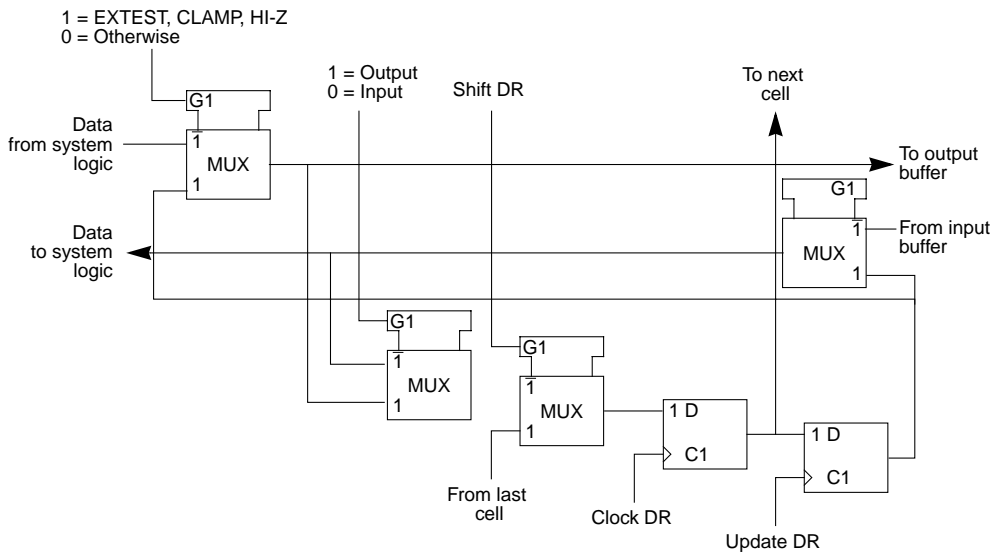 1 = EXTEST, CLAMP, HI-Z
0 = Otherwise
1 = Output
0 = Input
Shift DR
To next
cell
G1
Data
from system
logic
1
MUX
1
To output
buffer
G1
Data
to system
logic
1
From input
buffer
MUX
1
G1
1
MUX
1
G1
1
MUX
1
1 D
C1
1 D
C1
From last
cell
Clock DR
Update DR